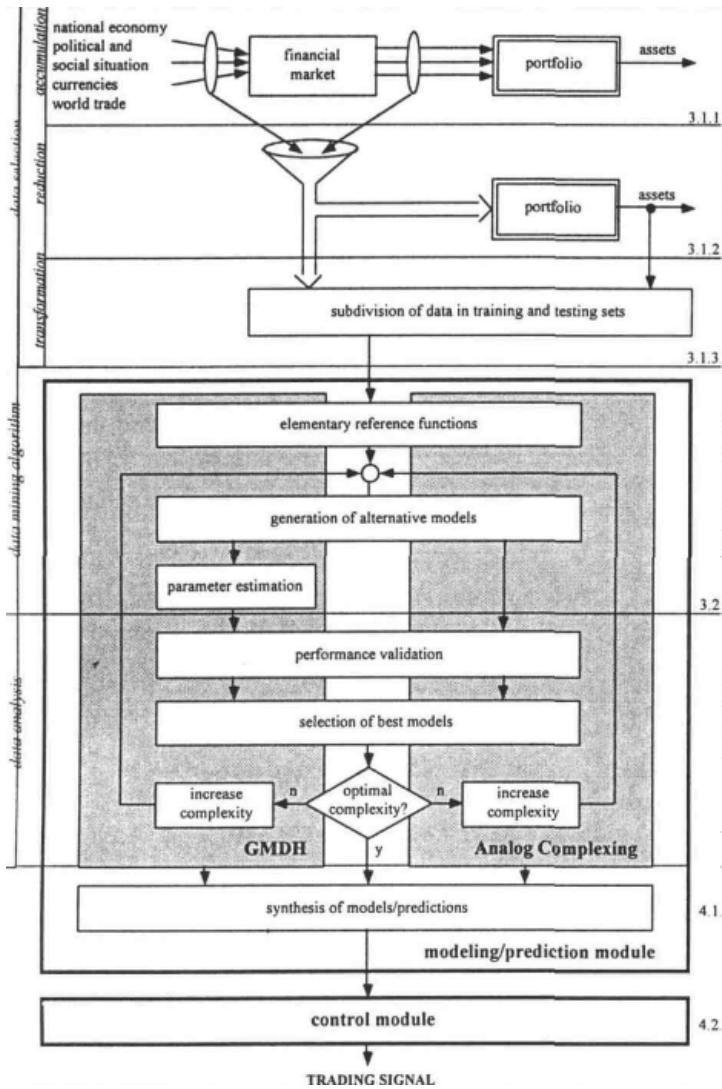 national economy
political and
social situation
currencies
world trade
financial
market
portfolio
assets
accumulation
3.1.1
data selection
reduction
portfolio
assets
3.1.2
transformation
subdivision of data in training and testing sets
3.1.3
elementary reference functions
data mining algorithm
generation of alternative models
parameter estimation
3.2
performance validation
data analysis
selection of best models
increase
complexity
n
optimal
complexity?
n
increase
complexity
GMDH
y
Analog Complexing
synthesis of models/predictions
4.1.
modeling/prediction module
control module
4.2.
TRADING SIGNAL